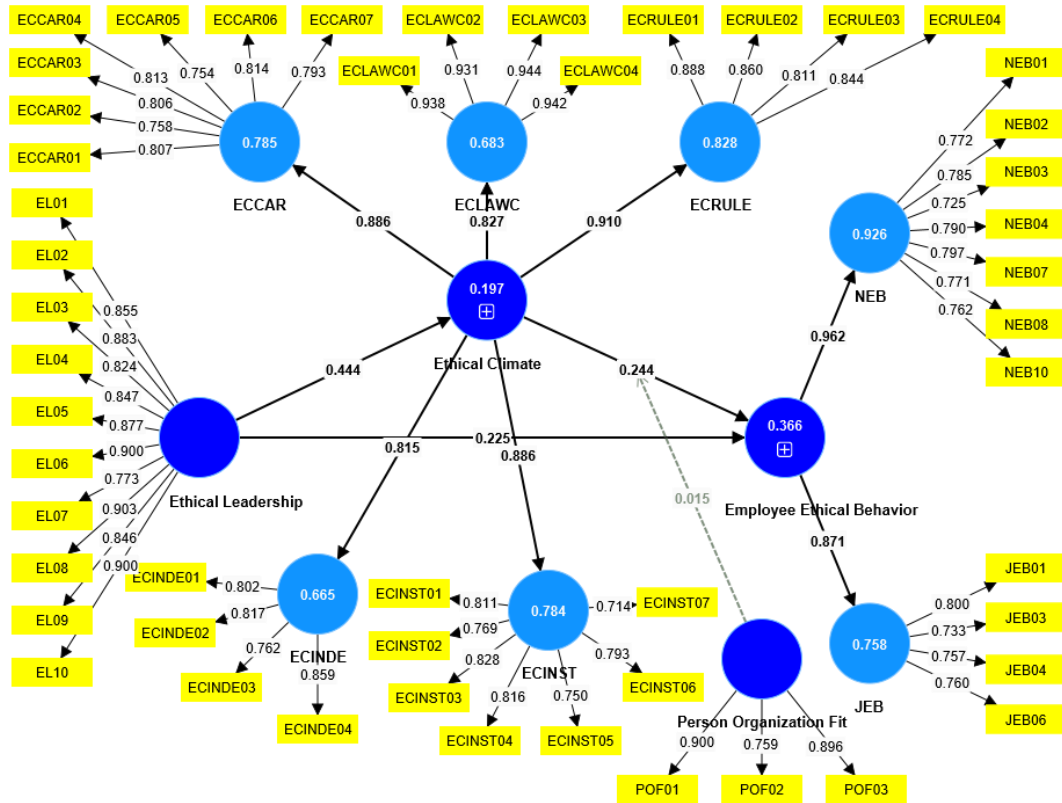 ECCAR04
ECCAR05
ECCAR06
ECCAR07
ECLAWC02
ECLAWC03
ECRULE01
ECRULE02
ECRULE03
ECRULE04
ECCAR03
ECCAR02
ECCAR01
ECLAWC01
ECLAWC04
NEB01
NEB02
NEB03
NEB04
NEB07
NEB08
NEB10
0.813
0.754
0.814
0.793
0.806
0.758
0.807
0.931
0.944
0.938
0.942
0.888
0.860
0.811
0.844
0.772
0.785
0.725
0.790
0.797
0.771
0.762
0.785
ECCAR
0.683
ECLAWC
0.828
ECRULE
0.926
NEB
0.886
0.827
0.910
0.197
Ethical Climate
EL01
EL02
EL03
EL04
EL05
EL06
EL07
EL08
EL09
EL10
0.855
0.883
0.824
0.847
0.877
0.900
0.773
0.903
0.846
0.900
Ethical Leadership
0.444
0.225
0.244
0.815
0.886
0.015
0.962
0.366
Employee Ethical Behavior
0.871
ECINDE01
ECINDE02
ECINDE03
ECINDE04
0.802
0.817
0.762
0.859
0.665
ECINDE
ECINST01
ECINST02
ECINST03
ECINST04
ECINST05
ECINST06
ECINST07
0.811
0.769
0.828
0.816
0.750
0.793
0.714
0.784
ECINST
Person Organization Fit
0.900
0.759
0.896
POF01
POF02
POF03
0.758
JEB
0.800
0.733
0.757
0.760
JEB01
JEB03
JEB04
JEB06